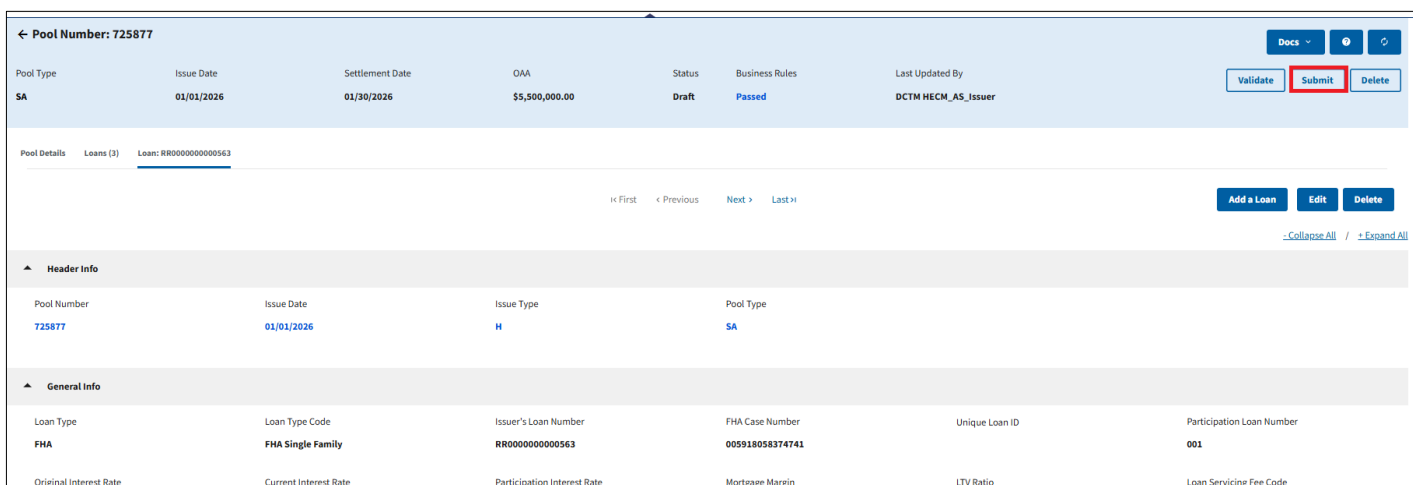 ← Pool Number: 725877
Docs
Pool Type Issue Date Settlement Date OAA Status Business Rules Last Updated By
Validate Submit Delete
SA 01/01/2026 01/30/2026 $5,500,000.00 Draft Passed DCTM HECM_AS_Issuer
Pool Details Loans (3) Loan: RR0000000000563
First Previous Next Last
Add a Loan Edit Delete
- Collapse All / + Expand All
Header Info
Pool Number Issue Date Issue Type Pool Type
725877 01/01/2026 H SA
General Info
Loan Type Loan Type Code Issuer's Loan Number FHA Case Number Unique Loan ID Participation Loan Number
FHA FHA Single Family RR0000000000563 005918058374741 001
Original Interest Rate Current Interest Rate Participation Interest Rate Mortgage Margin LTV Ratio Loan Servicing Fee Code